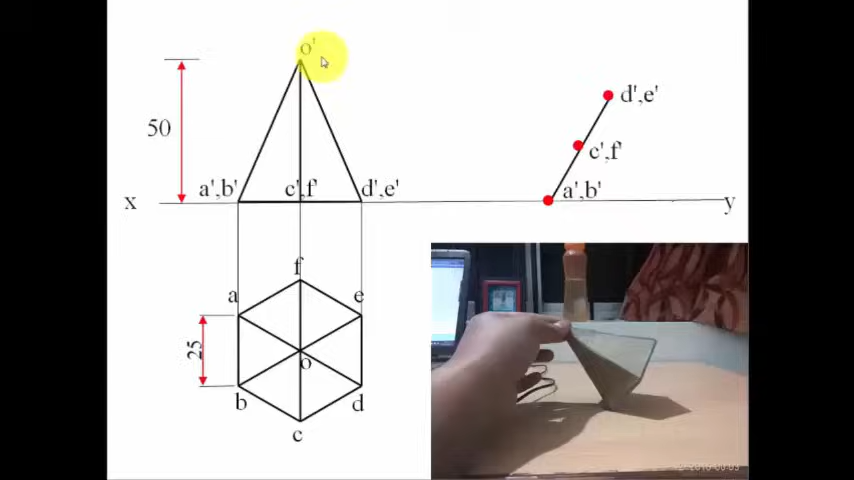 o'
50
a',b' c',f' d',e'
x
d',e'
c',f'
a',b'
y
f
a e
25
o
b d
c